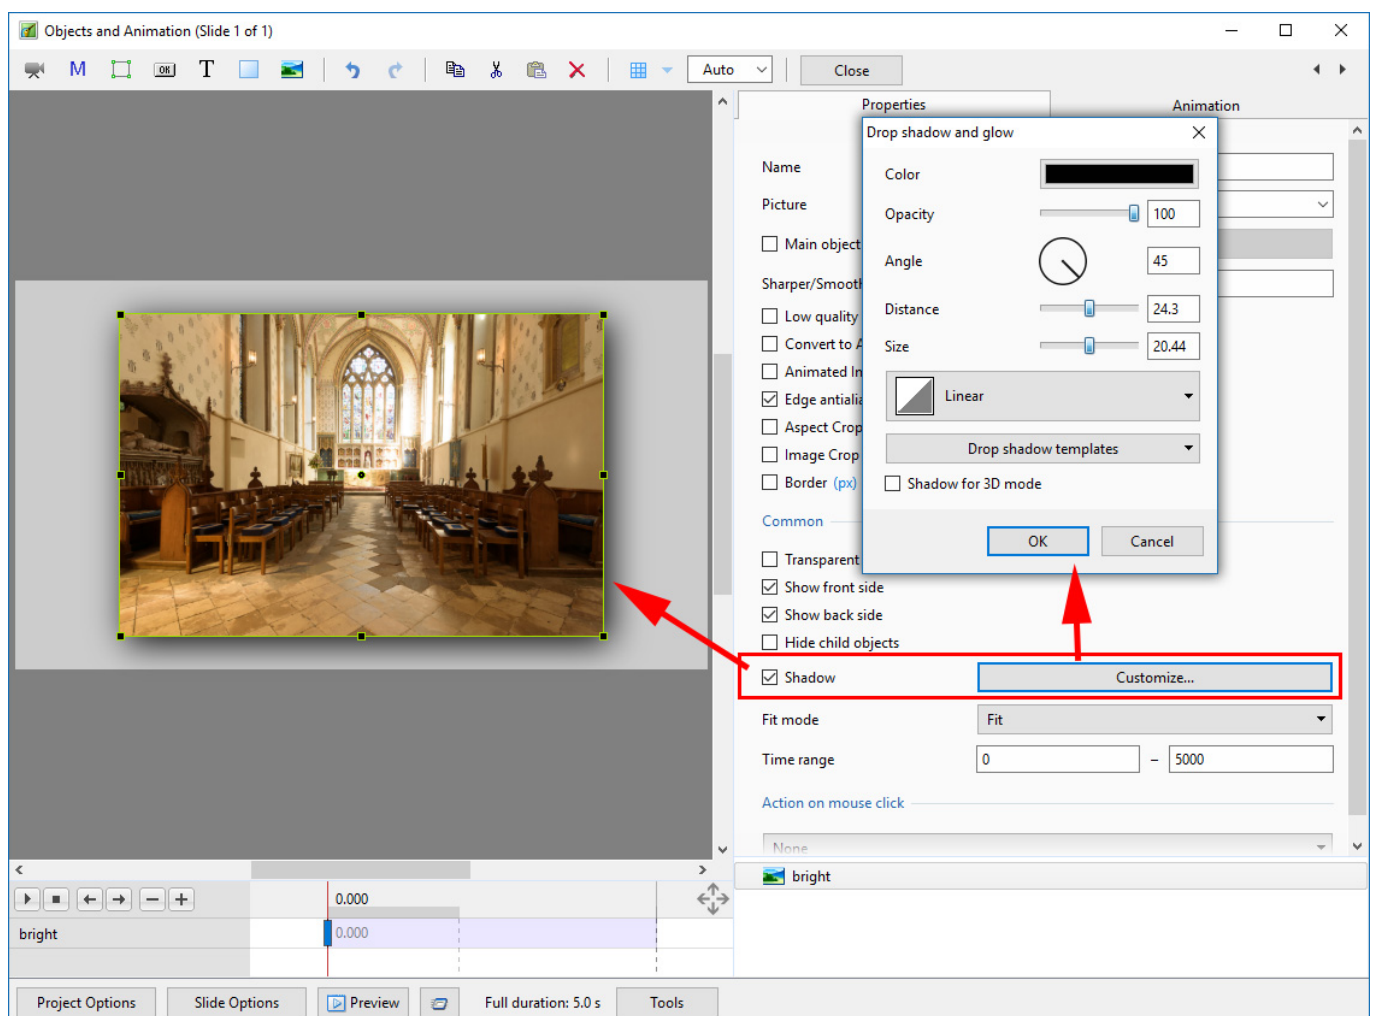 Objects and Animation (Slide 1 of 1)
M OK T Auto Close
Properties Animation
Drop shadow and glow
Name
Color
Picture
Opacity 100
Main object
Angle 45
Sharper/Smooth
Distance 24.3
Low quality
Convert to A
Size 20.44
Animated Im
Edge antialia
Linear
Aspect Crop
Image Crop
Drop shadow templates
Border (px)
Shadow for 3D mode
Common
OK Cancel
Transparent
Show front side
Show back side
Hide child objects
Shadow Customize...
Fit mode Fit
Time range 0 – 5000
Action on mouse click
None
bright
0.000
bright 0.000
Project Options Slide Options Preview Full duration: 5.0 s Tools